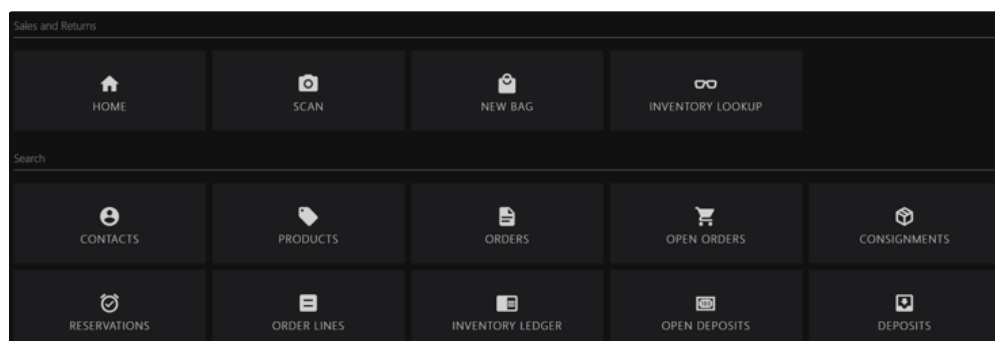 Sales and Returns
HOME SCAN NEW BAG INVENTORY LOOKUP
Search
CONTACTS PRODUCTS ORDERS OPEN ORDERS CONSIGNMENTS
RESERVATIONS ORDER LINES INVENTORY LEDGER OPEN DEPOSITS DEPOSITS